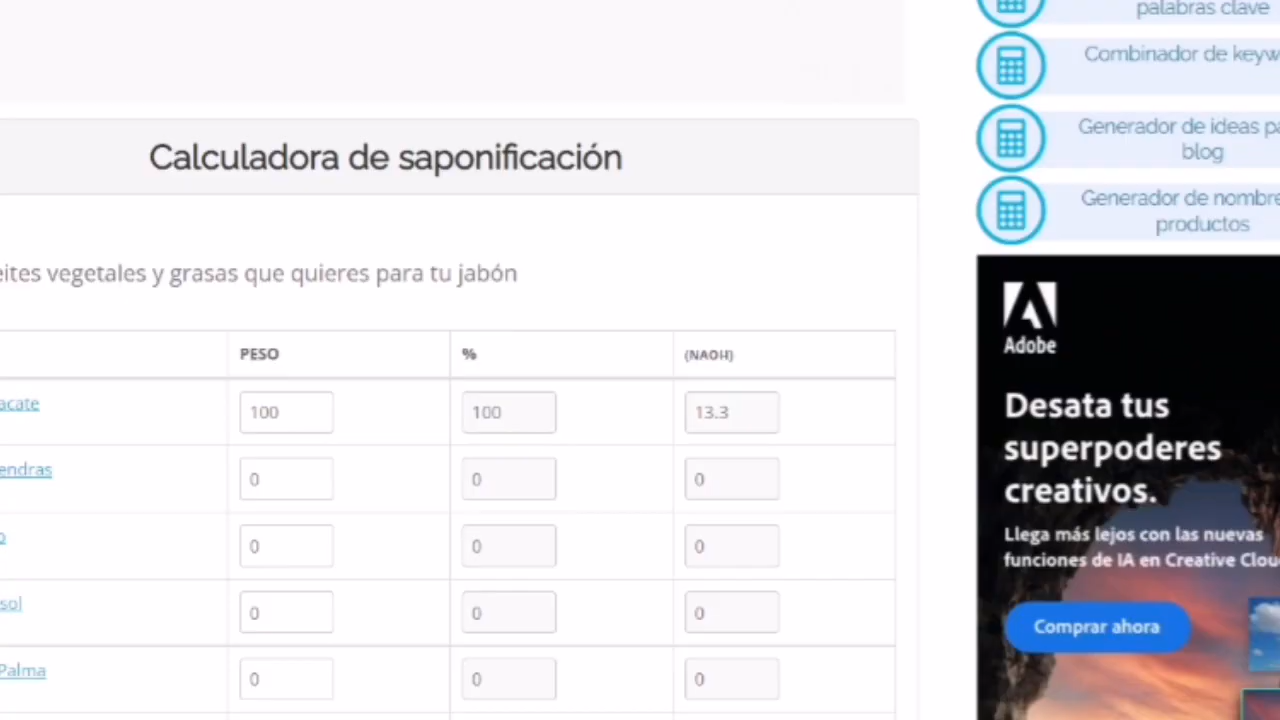 palabras clave
Combinador de keyw
Generador de ideas pa
blog
Generador de nombre
productos
Calculadora de saponificación
eites vegetales y grasas que quieres para tu jabón
PESO % (NAOH)
acate 100 100 13.3
endras 0 0 0
o 0 0 0
sol 0 0 0
Palma 0 0 0
Adobe
Desata tus
superpoderes
creativos.
Llega más lejos con las nuevas
funciones de IA en Creative Clou
Comprar ahora